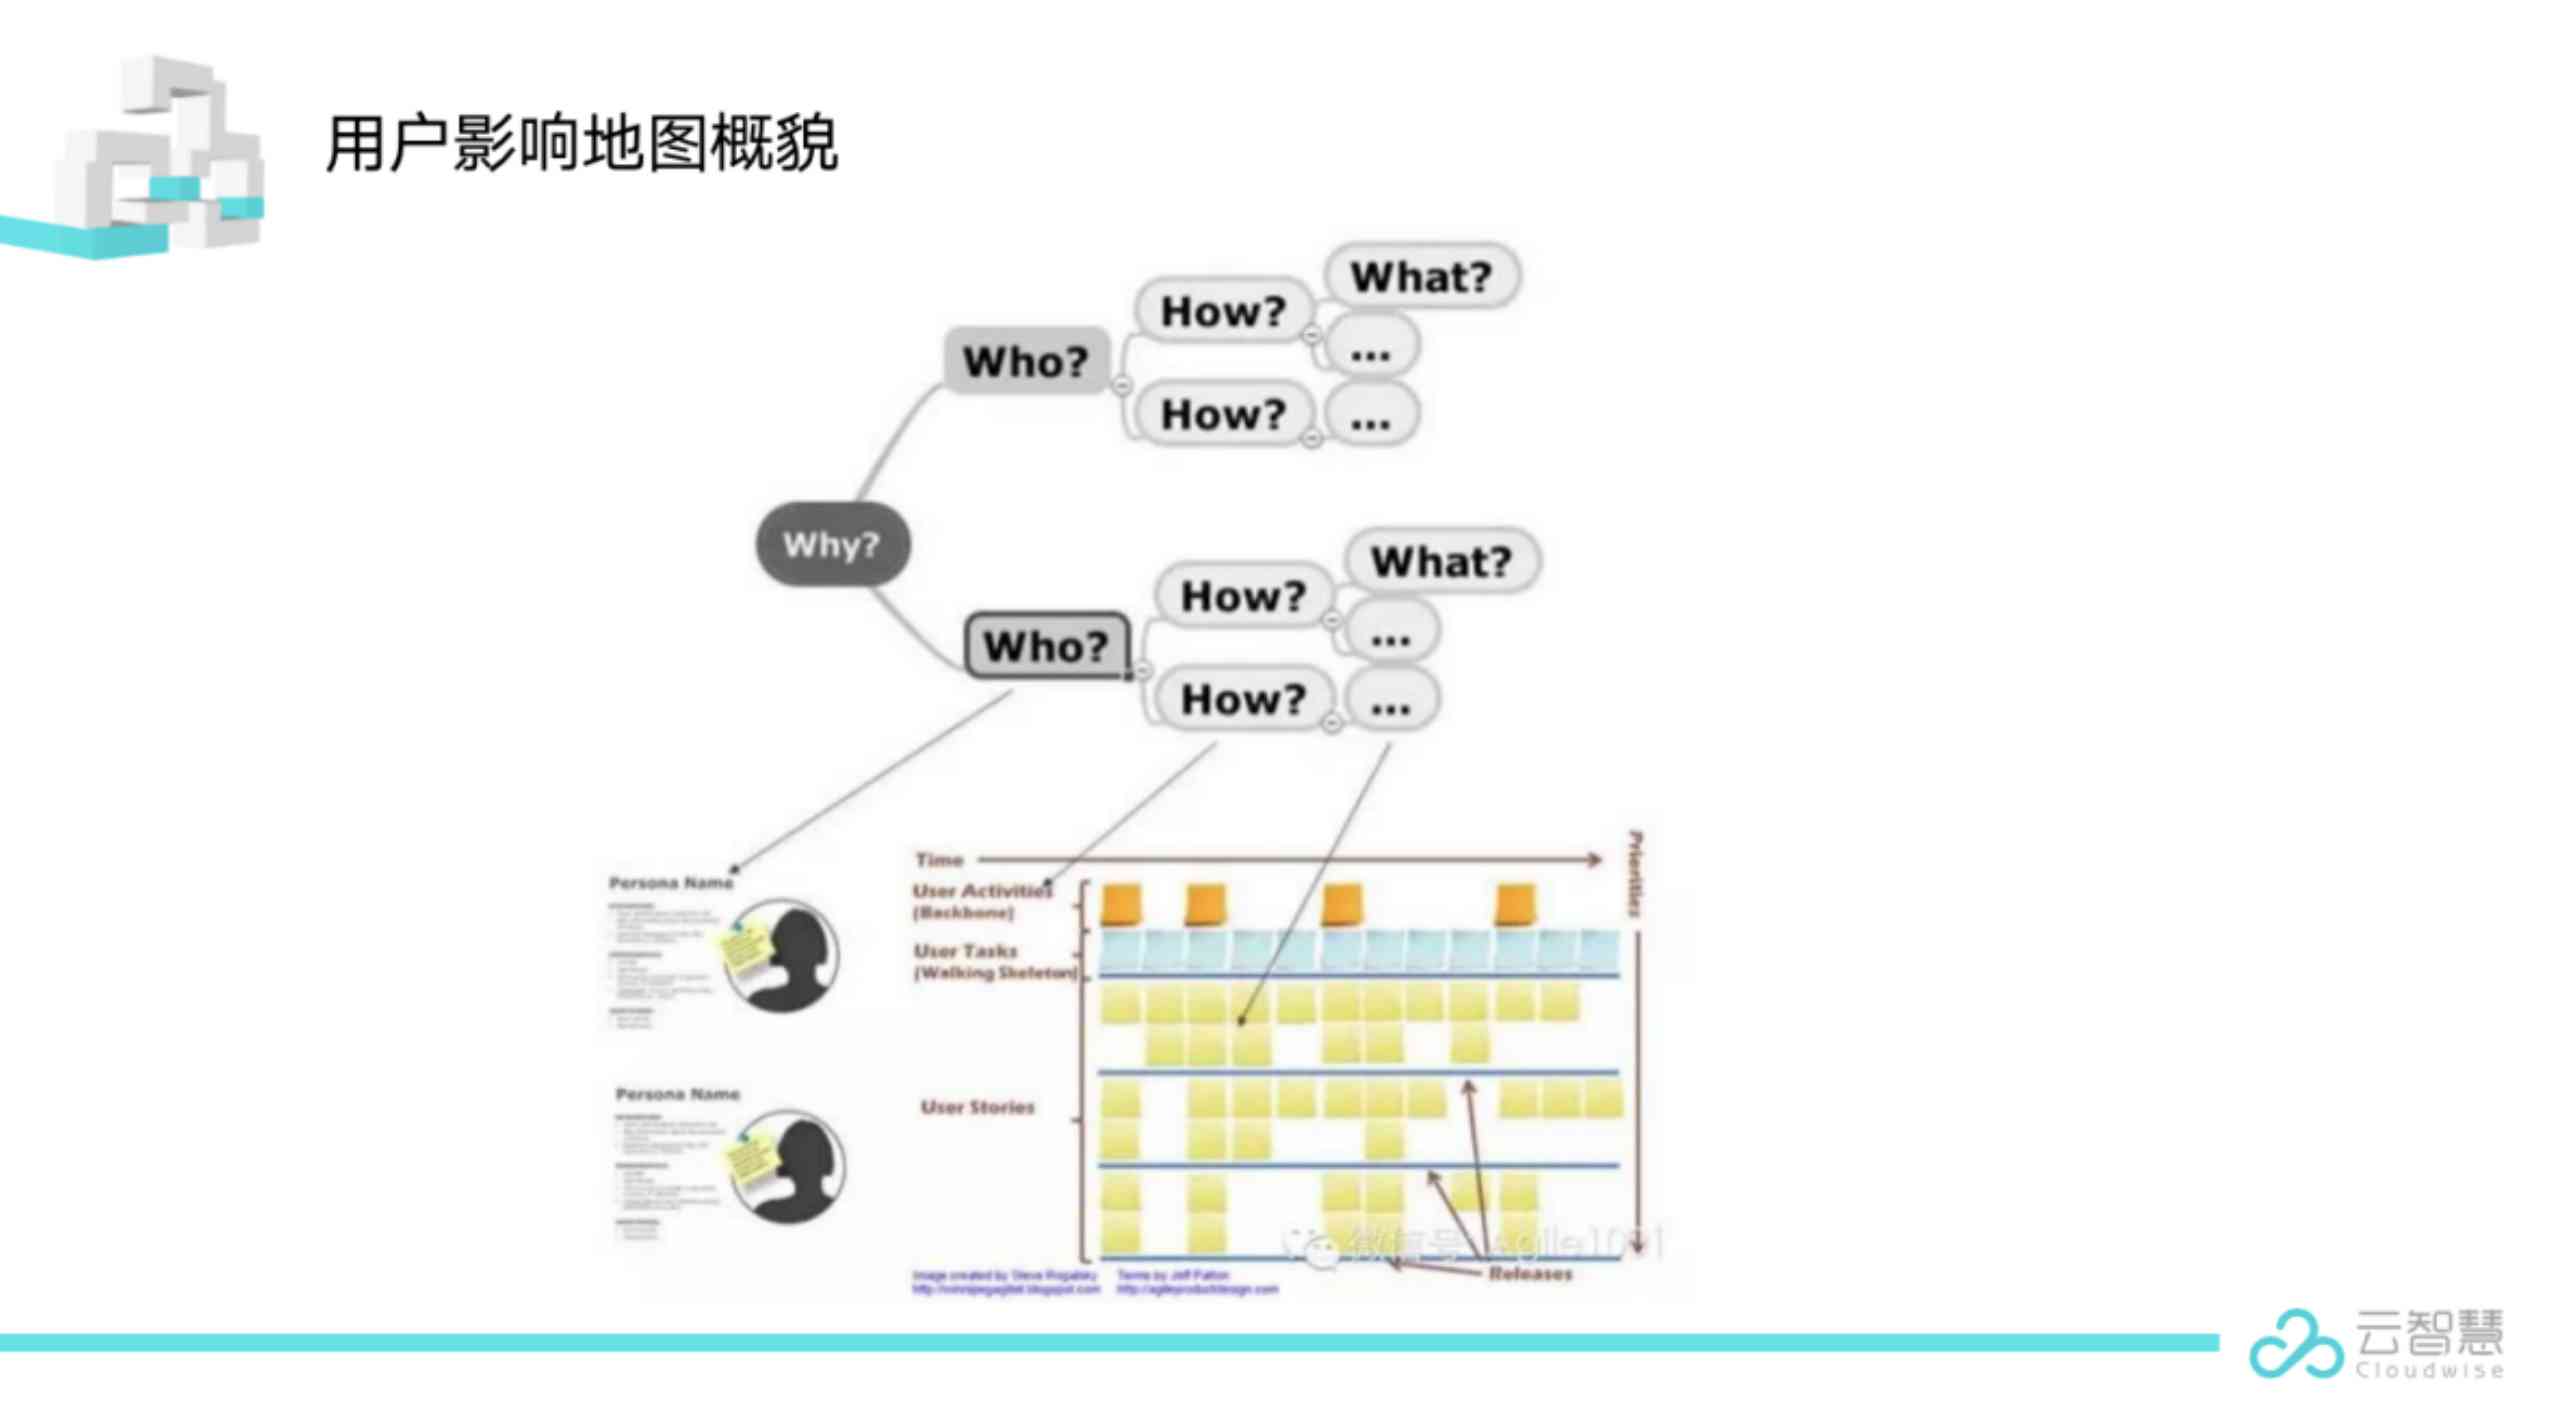 用户影响地图概貌
What?
How?
...
Who?
How?
...
Why?
What?
How?
...
Who?
How?
...
Time
Priorities
User Activities
(Backbone)
User Tasks
(Walking Skeleton)
User Stories
Persona Name
Persona Name
微信号: Agile1001
Releases
Image created by Steve Rogalsky
Terms by Jeff Patton
http://winnipegagilist.blogspot.com
http://agileproductdesign.com
云智慧
Cloudwise